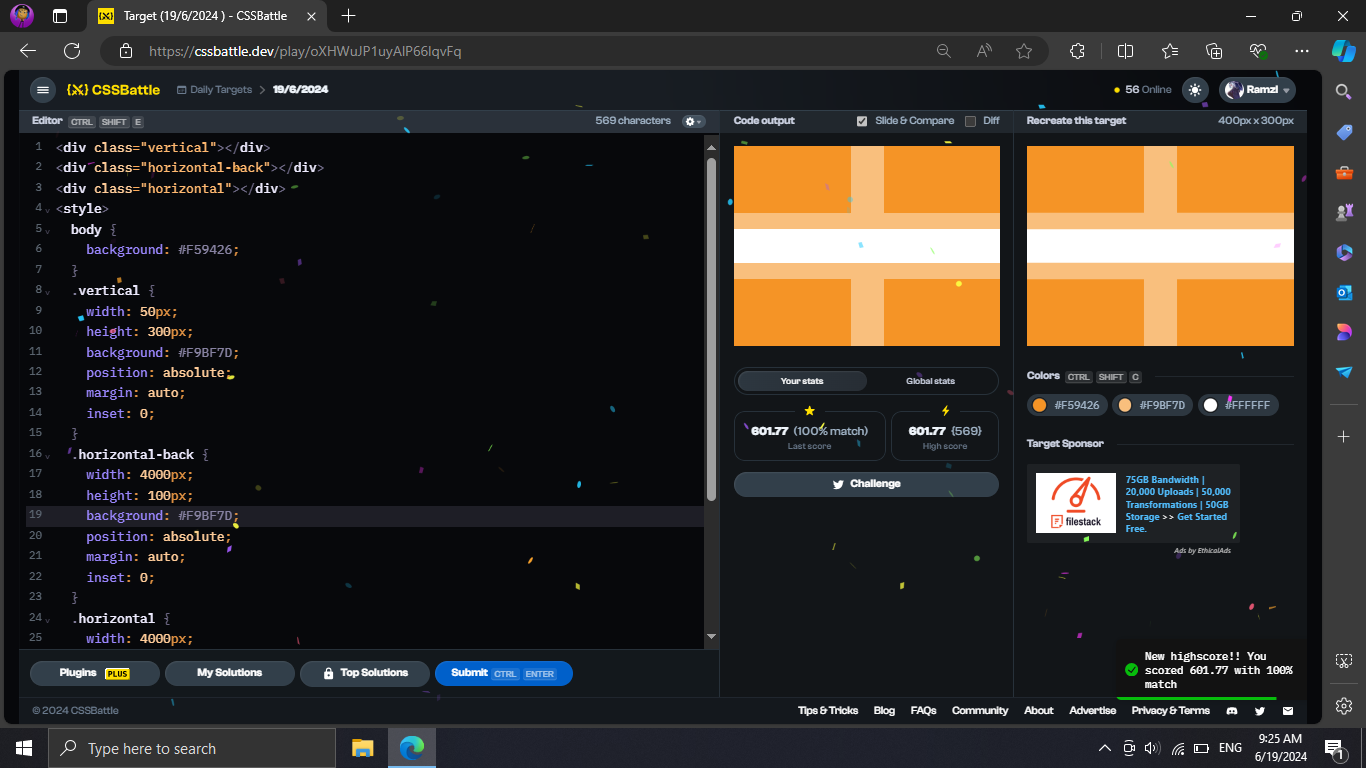 Target (19/6/2024 ) - CSSBattle
https://cssbattle.dev/play/oXHWuJP1uyAlP66IqvFq
{X} CSSBattle
Daily Targets > 19/6/2024
56 Online
Ramzi
Editor CTRL SHIFT E
569 characters
1 <div class="vertical"></div>
2 <div class="horizontal-back"></div>
3 <div class="horizontal"></div>
4 <style>
5 body {
6 background: #F59426;
7 }
8 .vertical {
9 width: 50px;
10 height: 300px;
11 background: #F9BF7D;
12 position: absolute;
13 margin: auto;
14 inset: 0;
15 }
16 .horizontal-back {
17 width: 4000px;
18 height: 100px;
19 background: #F9BF7D;
20 position: absolute;
21 margin: auto;
22 inset: 0;
23 }
24 .horizontal {
25 width: 4000px;
Plugins PLUS
My Solutions
Top Solutions
Submit CTRL ENTER
Code output
Slide & Compare
Diff
Your stats
Global stats
601.77 (100% match)
Last score
601.77 {569}
High score
Challenge
Recreate this target
400px x 300px
Colors CTRL SHIFT C
#F59426
#F9BF7D
#FFFFFF
Target Sponsor
filestack
75GB Bandwidth |
20,000 Uploads | 50,000
Transformations | 50GB
Storage >> Get Started
Free.
Ads by EthicalAds
New highscore!! You
scored 601.77 with 100%
match
© 2024 CSSBattle
Tips & Tricks
Blog
FAQs
Community
About
Advertise
Privacy & Terms
Type here to search
ENG
9:25 AM
6/19/2024
1